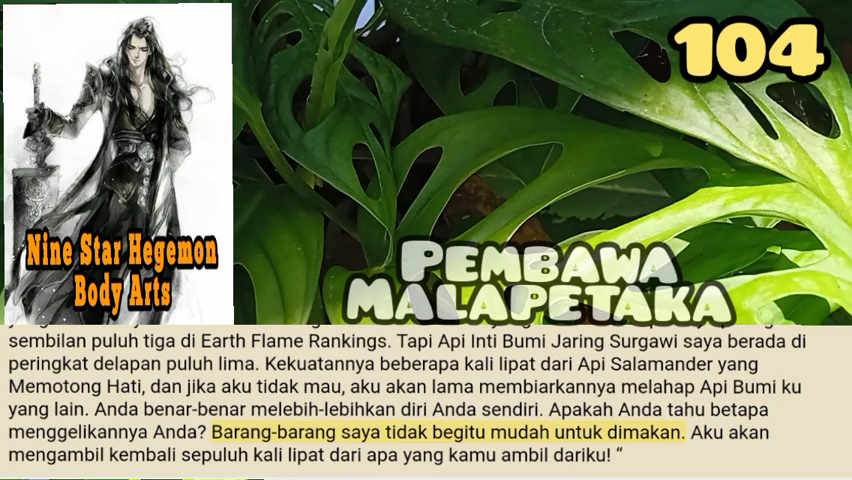 104
Nine Star Hegemon
Body Arts
PEMBAWA
MALAPETAKA
sembilan puluh tiga di Earth Flame Rankings. Tapi Api Inti Bumi Jaring Surgawi saya berada di
peringkat delapan puluh lima. Kekuatannya beberapa kali lipat dari Api Salamander yang
Memotong Hati, dan jika aku tidak mau, aku akan lama membiarkannya melahap Api Bumi ku
yang lain. Anda benar-benar melebih-lebihkan diri Anda sendiri. Apakah Anda tahu betapa
menggelikannya Anda? Barang-barang saya tidak begitu mudah untuk dimakan. Aku akan
mengambil kembali sepuluh kali lipat dari apa yang kamu ambil dariku! “